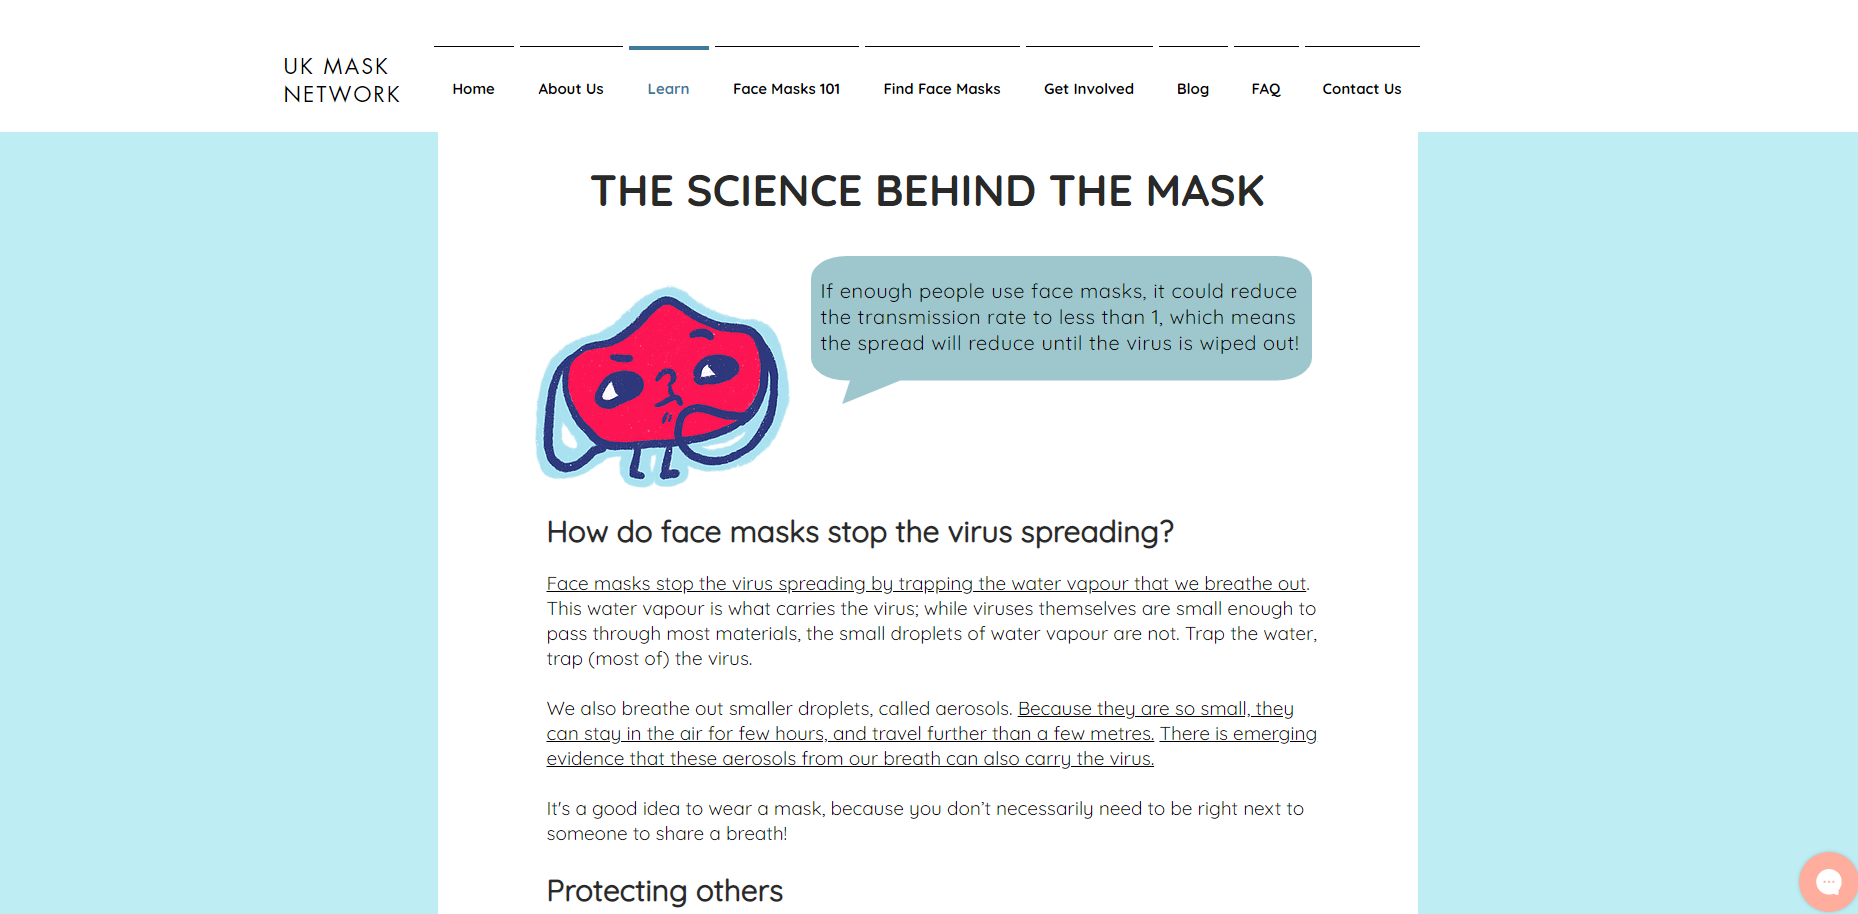 UK MASK
NETWORK
Home
About Us
Learn
Face Masks 101
Find Face Masks
Get Involved
Blog
FAQ
Contact Us
THE SCIENCE BEHIND THE MASK
If enough people use face masks, it could reduce
the transmission rate to less than 1, which means
the spread will reduce until the virus is wiped out!
How do face masks stop the virus spreading?
Face masks stop the virus spreading by trapping the water vapour that we breathe out.
This water vapour is what carries the virus; while viruses themselves are small enough to
pass through most materials, the small droplets of water vapour are not. Trap the water,
trap (most of) the virus.
We also breathe out smaller droplets, called aerosols. Because they are so small, they
can stay in the air for few hours, and travel further than a few metres. There is emerging
evidence that these aerosols from our breath can also carry the virus.
It's a good idea to wear a mask, because you don’t necessarily need to be right next to
someone to share a breath!
Protecting others